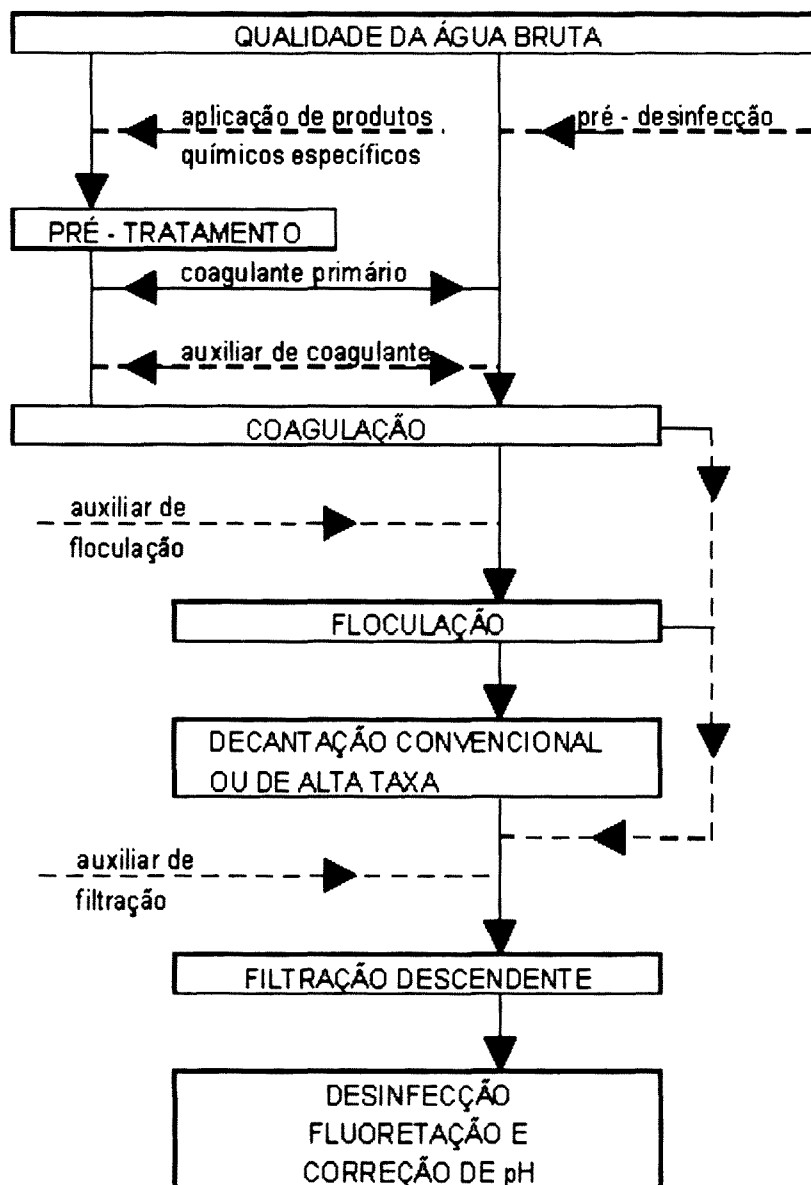 QUALIDADE DA ÁGUA BRUTA
aplicação de produtos
químicos específicos
pré - desinfecção
PRÉ - TRATAMENTO
coagulante primário
auxiliar de coagulante
COAGULAÇÃO
auxiliar de
floculação
FLOCULAÇÃO
DECANTAÇÃO CONVENCIONAL
OU DE ALTA TAXA
auxiliar de
filtração
FILTRAÇÃO DESCENDENTE
DESINFECÇÃO
FLUORETAÇÃO E
CORREÇÃO DE pH